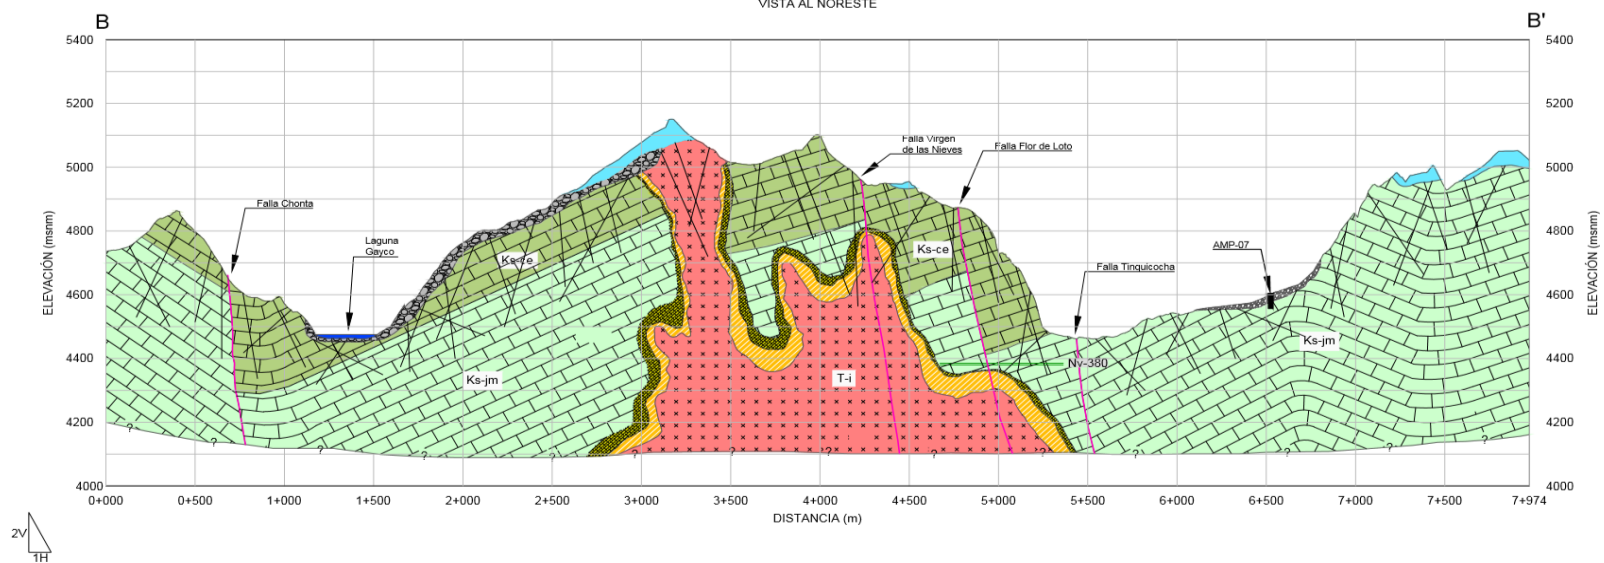 VISTA AL NORESTE
B
B'
5400
5400
5200
5200
5000
5000
4800
4800
4600
4600
4400
4400
4200
4200
4000
4000
ELEVACIÓN (msnm)
ELEVACIÓN (msnm)
Falla Chonta
Laguna
Gayco
Ks-ce
Ks-jm
Falla Virgen
de las Nieves
Falla Flor de Loto
Ks-ce
T-i
Nv-380
Falla Tinquicocha
AMP-07
Ks-jm
? ? ? ? ? ? ? ? ? ? ? ? ?
0+000
0+500
1+000
1+500
2+000
2+500
3+000
3+500
4+000
4+500
5+000
5+500
6+000
6+500
7+000
7+500
7+974
DISTANCIA (m)
2V
1H